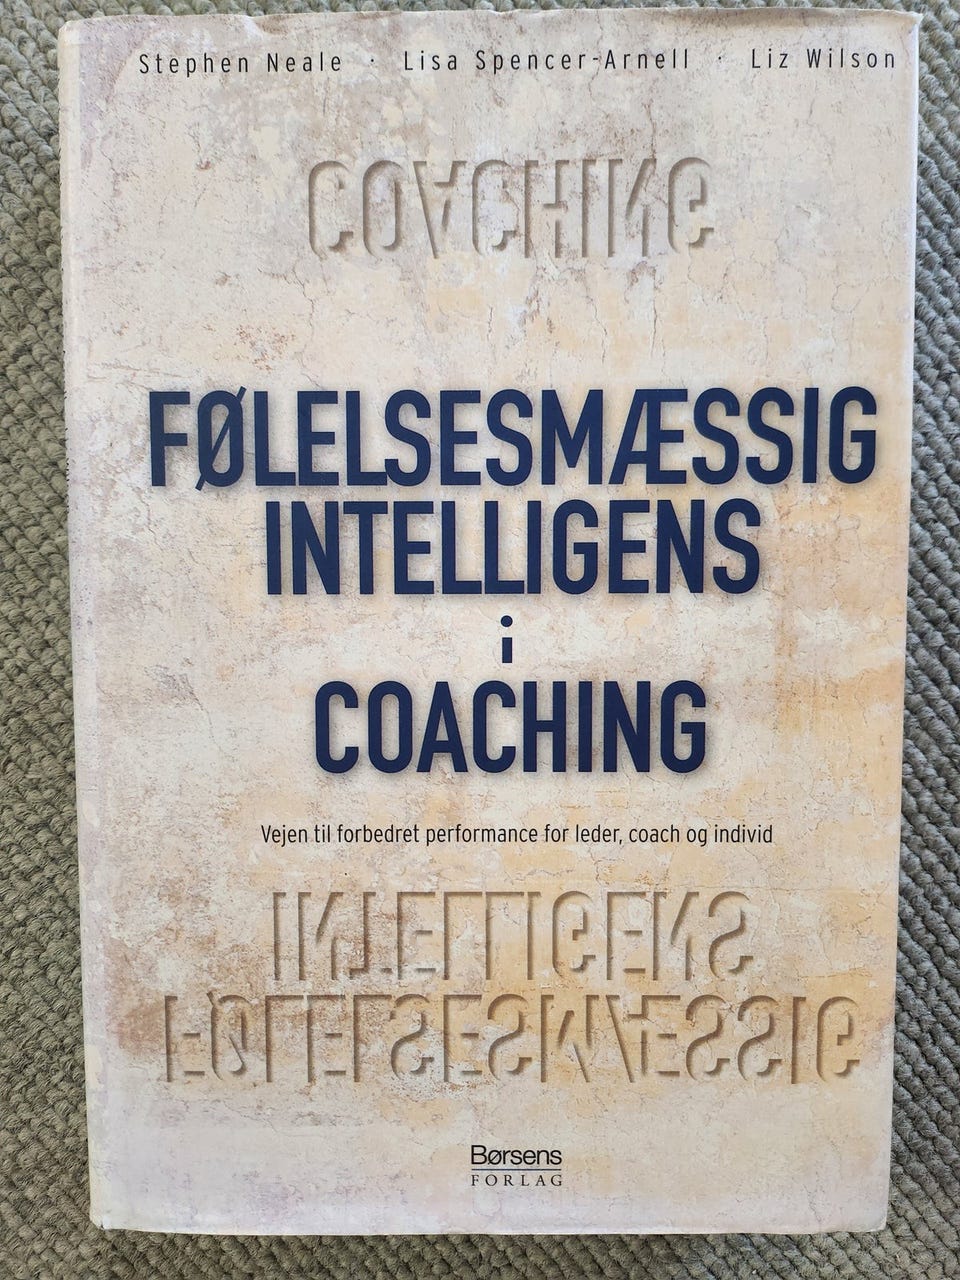 Stephen Neale · Lisa Spencer-Arnell · Liz Wilson
COACHING
FØLELSESMÆSSIG
INTELLIGENS
i
COACHING
Vejen til forbedret performance for leder, coach og individ
INTELLIGENS
FØLELSESMÆSSIG
Børsens
FORLAG